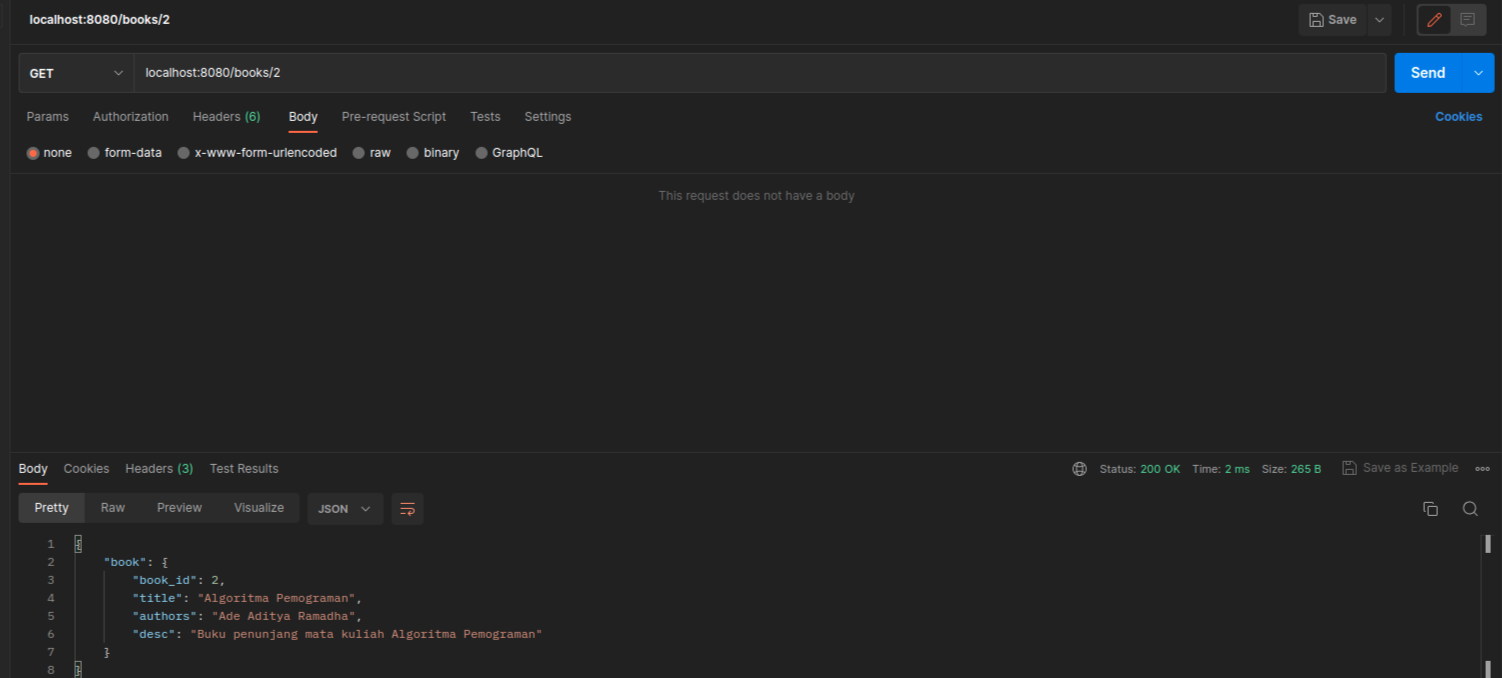 localhost:8080/books/2
Save
GET localhost:8080/books/2 Send
Params Authorization Headers (6) Body Pre-request Script Tests Settings Cookies
none form-data x-www-form-urlencoded raw binary GraphQL
This request does not have a body
Body Cookies Headers (3) Test Results Status: 200 OK Time: 2 ms Size: 265 B Save as Example
Pretty Raw Preview Visualize JSON
1 {
2 "book": {
3 "book_id": 2,
4 "title": "Algoritma Pemograman",
5 "authors": "Ade Aditya Ramadha",
6 "desc": "Buku penunjang mata kuliah Algoritma Pemograman"
7 }
8 }